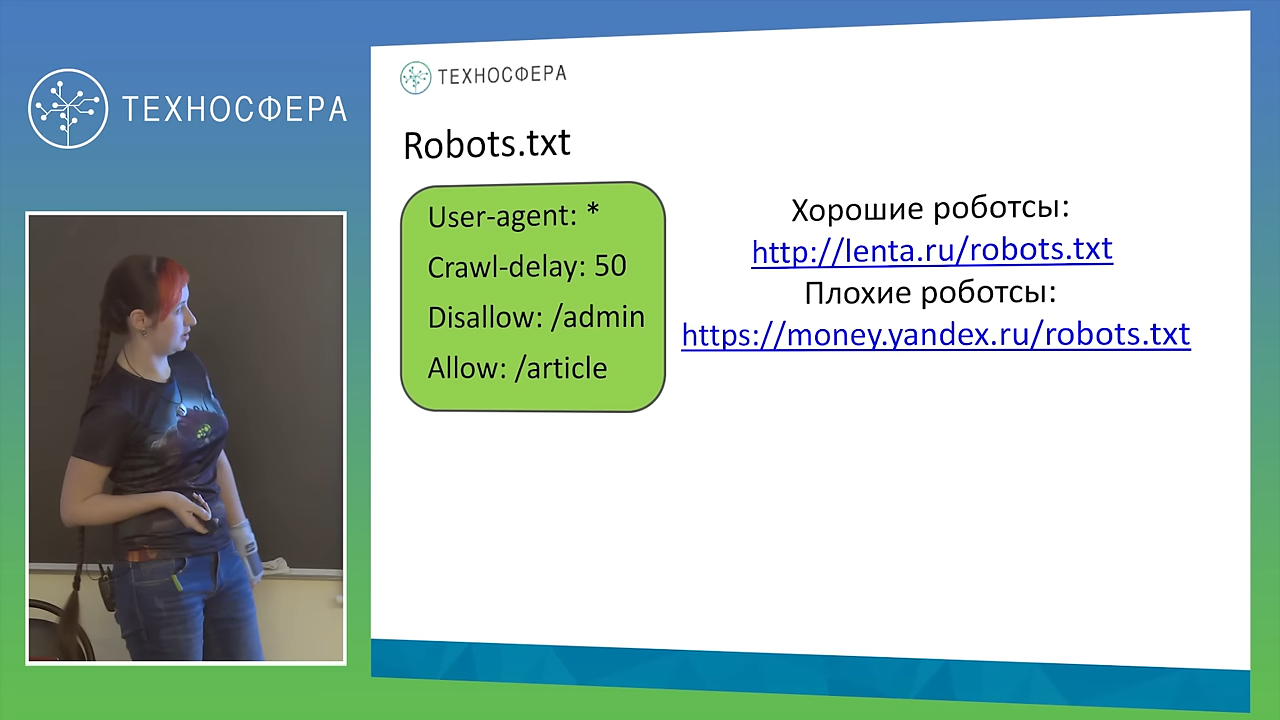 ТЕХНОСФЕРА
ТЕХНОСФЕРА
Robots.txt
User-agent: *
Crawl-delay: 50
Disallow: /admin
Allow: /article
Хорошие роботсы:
http://lenta.ru/robots.txt
Плохие роботсы:
https://money.yandex.ru/robots.txt